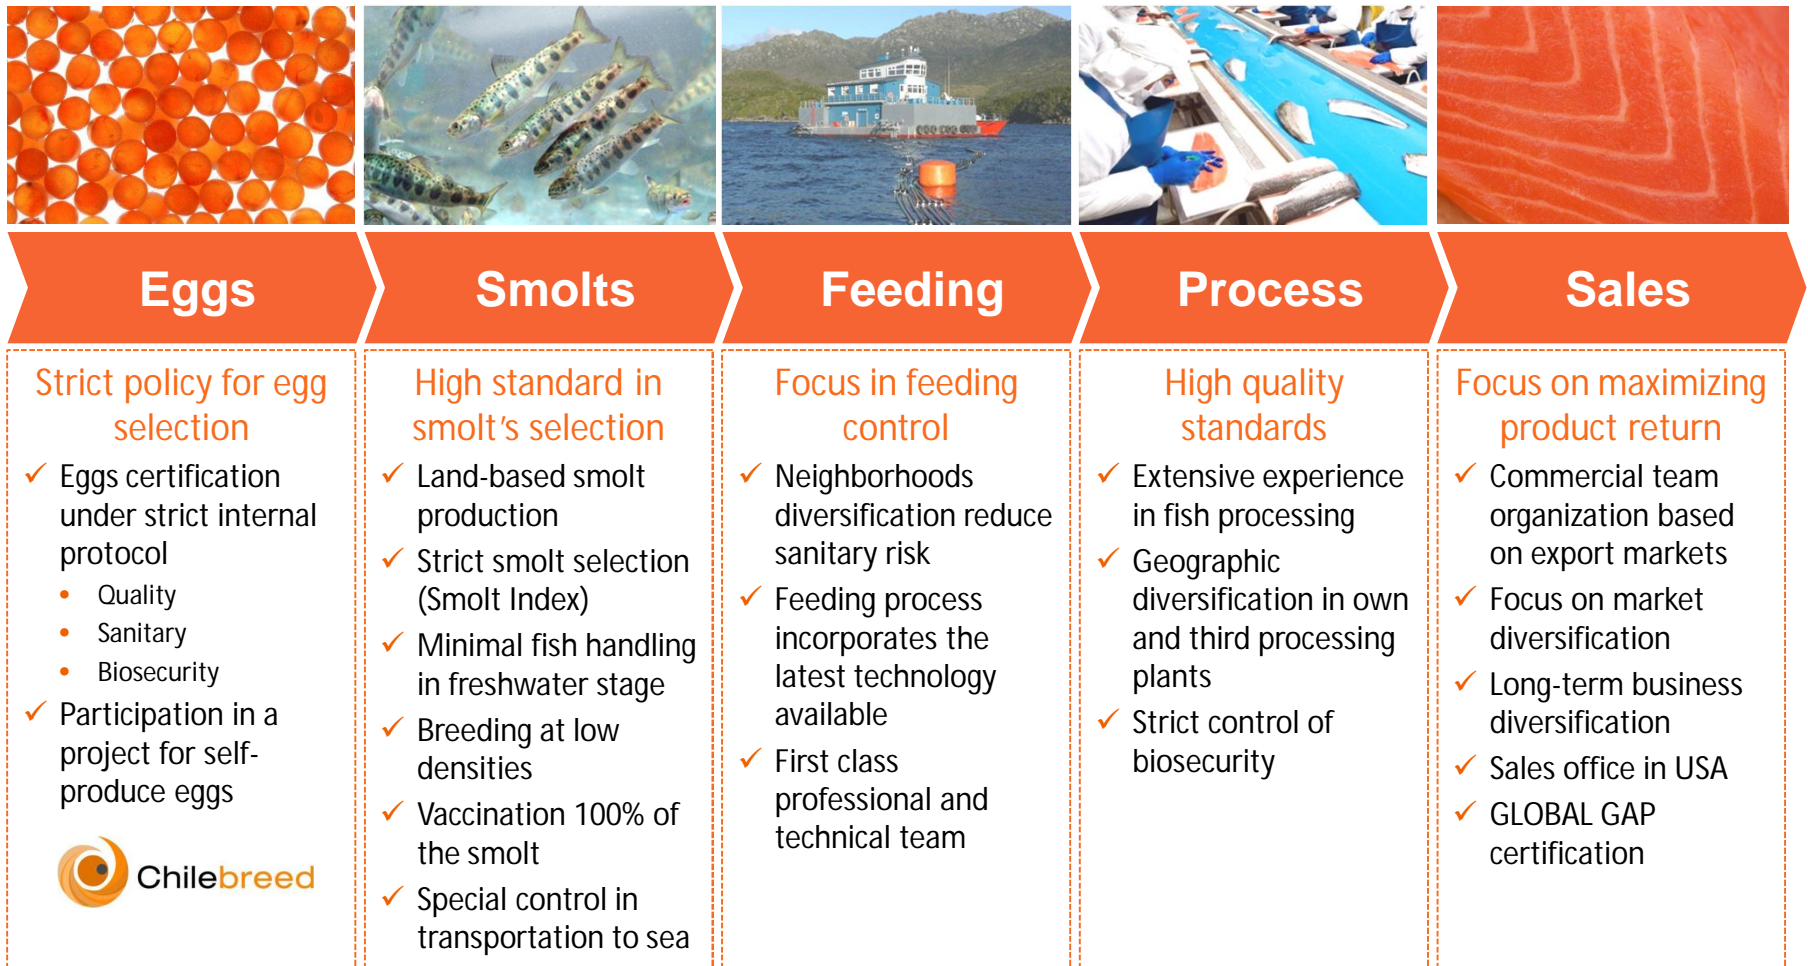 Eggs
Smolts
Feeding
Process
Sales
Strict policy for egg
selection
✓ Eggs certification
under strict internal
protocol
• Quality
• Sanitary
• Biosecurity
✓ Participation in a
project for self-
produce eggs
Chilebreed
High standard in
smolt's selection
✓ Land-based smolt
production
✓ Strict smolt selection
(Smolt Index)
✓ Minimal fish handling
in freshwater stage
✓ Breeding at low
densities
✓ Vaccination 100% of
the smolt
✓ Special control in
transportation to sea
Focus in feeding
control
✓ Neighborhoods
diversification reduce
sanitary risk
✓ Feeding process
incorporates the
latest technology
available
✓ First class
professional and
technical team
High quality
standards
✓ Extensive experience
in fish processing
✓ Geographic
diversification in own
and third processing
plants
✓ Strict control of
biosecurity
Focus on maximizing
product return
✓ Commercial team
organization based
on export markets
✓ Focus on market
diversification
✓ Long-term business
diversification
✓ Sales office in USA
✓ GLOBAL GAP
certification